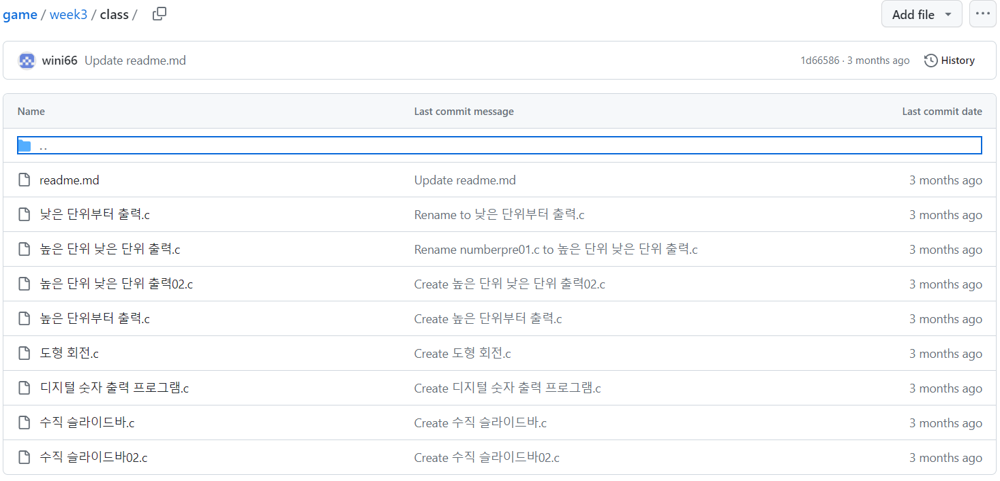 game / week3 / class / Add file ...
wini66 Update readme.md 1d66586 · 3 months ago History
Name Last commit message Last commit date
..
readme.md Update readme.md 3 months ago
낮은 단위부터 출력.c Rename to 낮은 단위부터 출력.c 3 months ago
높은 단위 낮은 단위 출력.c Rename numberpre01.c to 높은 단위 낮은 단위 출력.c 3 months ago
높은 단위 낮은 단위 출력02.c Create 높은 단위 낮은 단위 출력02.c 3 months ago
높은 단위부터 출력.c Create 높은 단위부터 출력.c 3 months ago
도형 회전.c Create 도형 회전.c 3 months ago
디지털 숫자 출력 프로그램.c Create 디지털 숫자 출력 프로그램.c 3 months ago
수직 슬라이드바.c Create 수직 슬라이드바.c 3 months ago
수직 슬라이드바02.c Create 수직 슬라이드바02.c 3 months ago